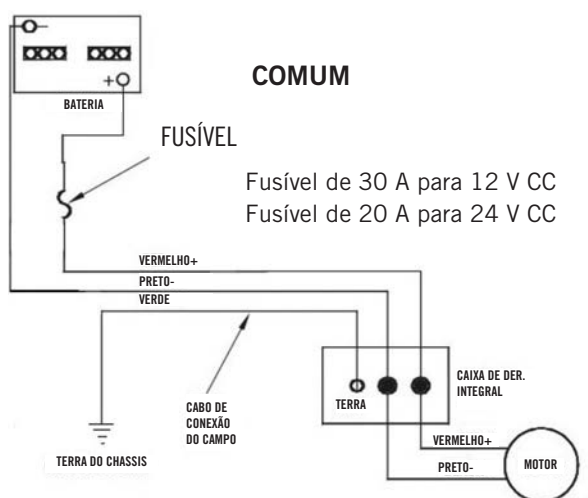 -
+
BATERIA
COMUM
FUSÍVEL
Fusível de 30 A para 12 V CC
Fusível de 20 A para 24 V CC
VERMELHO+
PRETO-
VERDE
CABO DE
CONEXÃO
DO CAMPO
TERRA DO CHASSIS
TERRA
CAIXA DE DER.
INTEGRAL
VERMELHO+
PRETO-
MOTOR